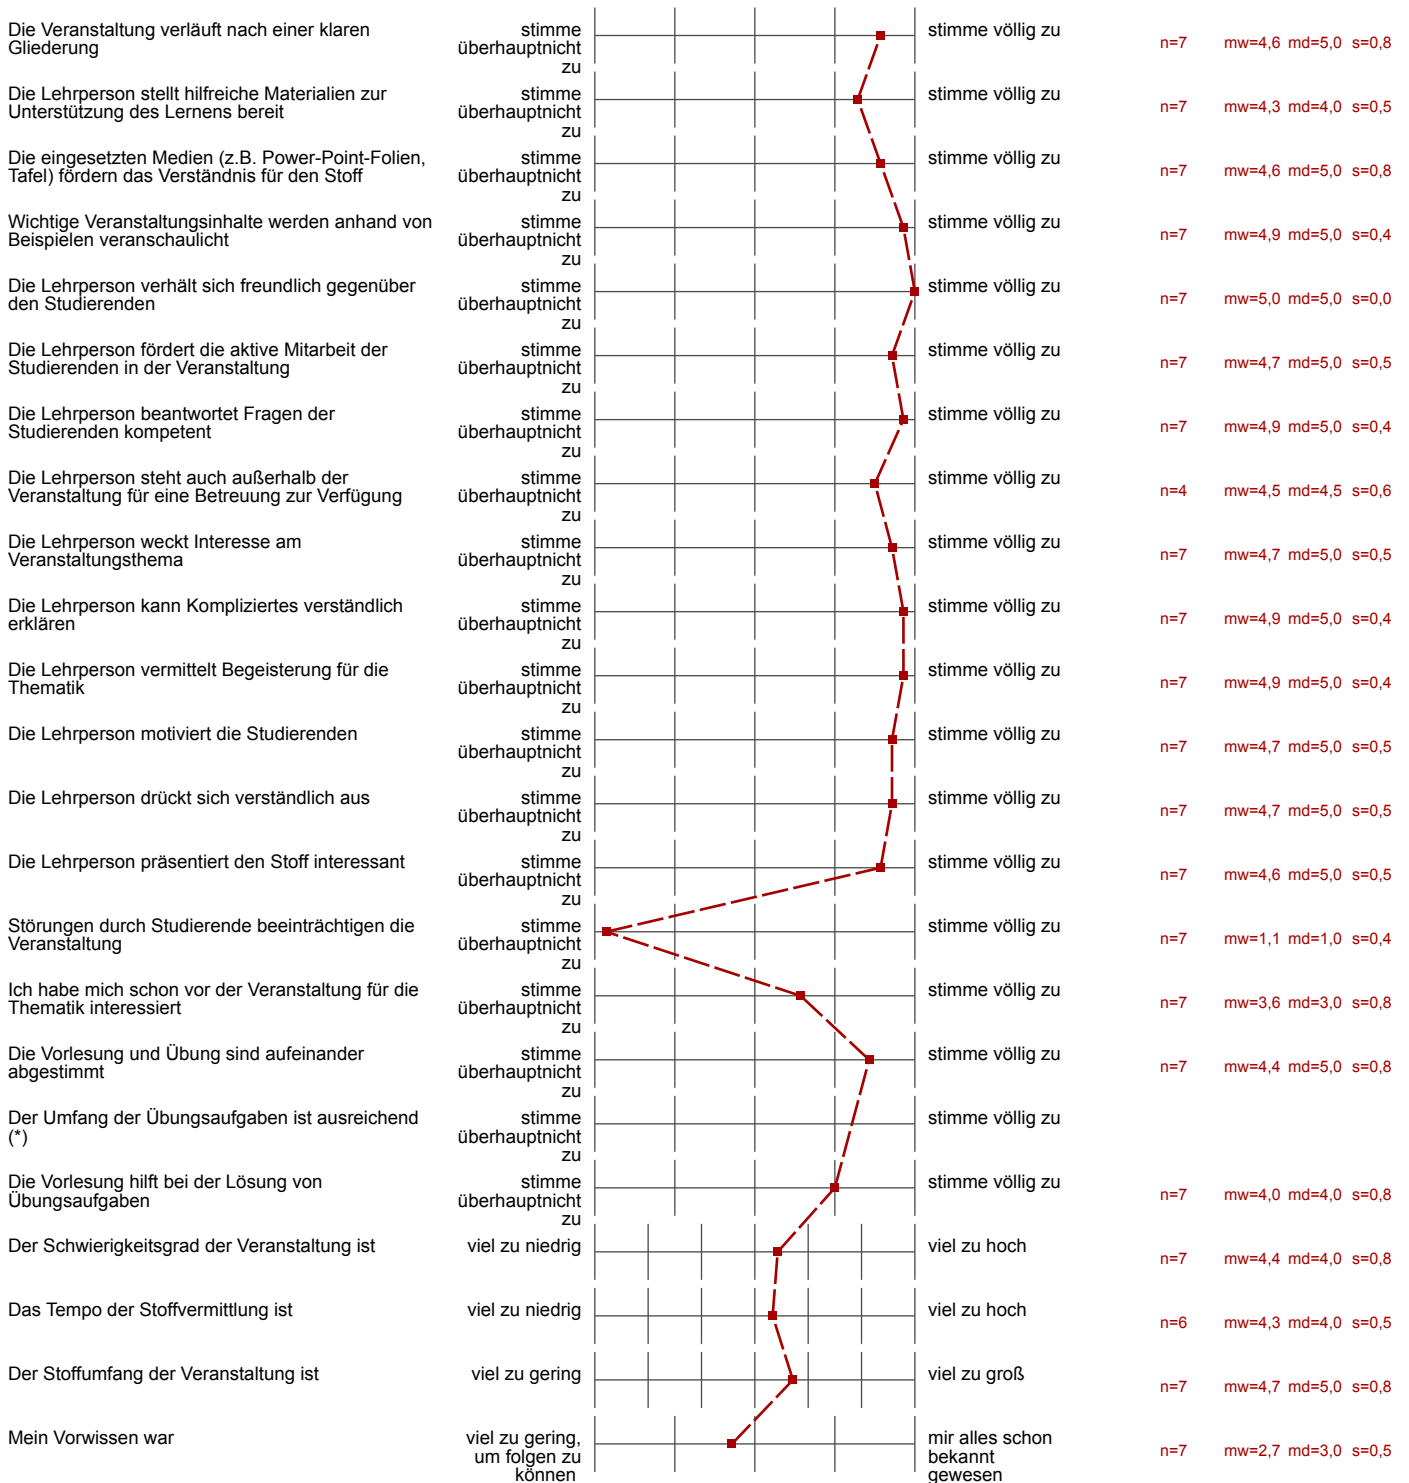 Die Veranstaltung verläuft nach einer klaren
Gliederung
stimme
überhauptnicht
zu
stimme völlig zu
n=7 mw=4,6 md=5,0 s=0,8
Die Lehrperson stellt hilfreiche Materialien zur
Unterstützung des Lernens bereit
stimme
überhauptnicht
zu
stimme völlig zu
n=7 mw=4,3 md=4,0 s=0,5
Die eingesetzten Medien (z.B. Power-Point-Folien,
Tafel) fördern das Verständnis für den Stoff
stimme
überhauptnicht
zu
stimme völlig zu
n=7 mw=4,6 md=5,0 s=0,8
Wichtige Veranstaltungsinhalte werden anhand von
Beispielen veranschaulicht
stimme
überhauptnicht
zu
stimme völlig zu
n=7 mw=4,9 md=5,0 s=0,4
Die Lehrperson verhält sich freundlich gegenüber
den Studierenden
stimme
überhauptnicht
zu
stimme völlig zu
n=7 mw=5,0 md=5,0 s=0,0
Die Lehrperson fördert die aktive Mitarbeit der
Studierenden in der Veranstaltung
stimme
überhauptnicht
zu
stimme völlig zu
n=7 mw=4,7 md=5,0 s=0,5
Die Lehrperson beantwortet Fragen der
Studierenden kompetent
stimme
überhauptnicht
zu
stimme völlig zu
n=7 mw=4,9 md=5,0 s=0,4
Die Lehrperson steht auch außerhalb der
Veranstaltung für eine Betreuung zur Verfügung
stimme
überhauptnicht
zu
stimme völlig zu
n=4 mw=4,5 md=4,5 s=0,6
Die Lehrperson weckt Interesse am
Veranstaltungsthema
stimme
überhauptnicht
zu
stimme völlig zu
n=7 mw=4,7 md=5,0 s=0,5
Die Lehrperson kann Kompliziertes verständlich
erklären
stimme
überhauptnicht
zu
stimme völlig zu
n=7 mw=4,9 md=5,0 s=0,4
Die Lehrperson vermittelt Begeisterung für die
Thematik
stimme
überhauptnicht
zu
stimme völlig zu
n=7 mw=4,9 md=5,0 s=0,4
Die Lehrperson motiviert die Studierenden
stimme
überhauptnicht
zu
stimme völlig zu
n=7 mw=4,7 md=5,0 s=0,5
Die Lehrperson drückt sich verständlich aus
stimme
überhauptnicht
zu
stimme völlig zu
n=7 mw=4,7 md=5,0 s=0,5
Die Lehrperson präsentiert den Stoff interessant
stimme
überhauptnicht
zu
stimme völlig zu
n=7 mw=4,6 md=5,0 s=0,5
Störungen durch Studierende beeinträchtigen die
Veranstaltung
stimme
überhauptnicht
zu
stimme völlig zu
n=7 mw=1,1 md=1,0 s=0,4
Ich habe mich schon vor der Veranstaltung für die
Thematik interessiert
stimme
überhauptnicht
zu
stimme völlig zu
n=7 mw=3,6 md=3,0 s=0,8
Die Vorlesung und Übung sind aufeinander
abgestimmt
stimme
überhauptnicht
zu
stimme völlig zu
n=7 mw=4,4 md=5,0 s=0,8
Der Umfang der Übungsaufgaben ist ausreichend
(*)
stimme
überhauptnicht
zu
stimme völlig zu
Die Vorlesung hilft bei der Lösung von
Übungsaufgaben
stimme
überhauptnicht
zu
stimme völlig zu
n=7 mw=4,0 md=4,0 s=0,8
Der Schwierigkeitsgrad der Veranstaltung ist
viel zu niedrig
viel zu hoch
n=7 mw=4,4 md=4,0 s=0,8
Das Tempo der Stoffvermittlung ist
viel zu niedrig
viel zu hoch
n=6 mw=4,3 md=4,0 s=0,5
Der Stoffumfang der Veranstaltung ist
viel zu gering
viel zu groß
n=7 mw=4,7 md=5,0 s=0,8
Mein Vorwissen war
viel zu gering,
um folgen zu
können
mir alles schon
bekannt
gewesen
n=7 mw=2,7 md=3,0 s=0,5